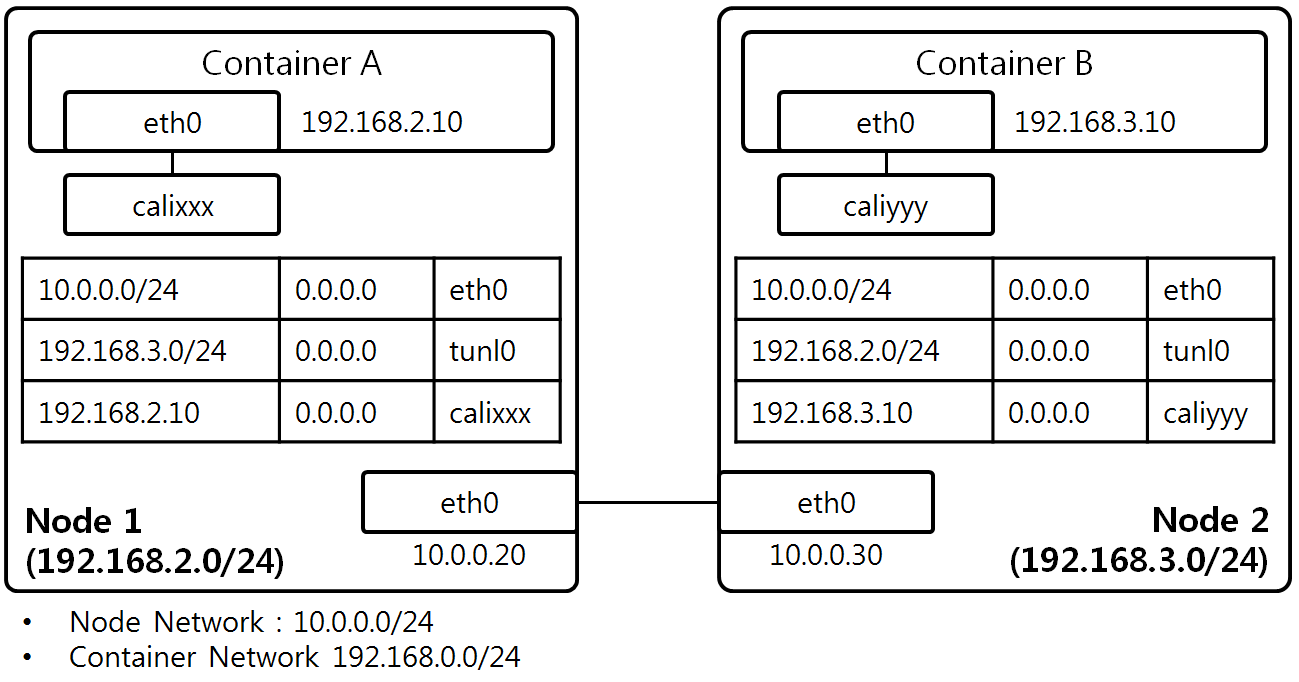 Container A
eth0 192.168.2.10
calixxx
10.0.0.0/24 0.0.0.0 eth0
192.168.3.0/24 0.0.0.0 tunl0
192.168.2.10 0.0.0.0 calixxx
eth0
10.0.0.20
Node 1
(192.168.2.0/24)
Container B
eth0 192.168.3.10
caliyyy
10.0.0.0/24 0.0.0.0 eth0
192.168.2.0/24 0.0.0.0 tunl0
192.168.3.10 0.0.0.0 caliyyy
eth0
10.0.0.30
Node 2
(192.168.3.0/24)
• Node Network : 10.0.0.0/24
• Container Network 192.168.0.0/24